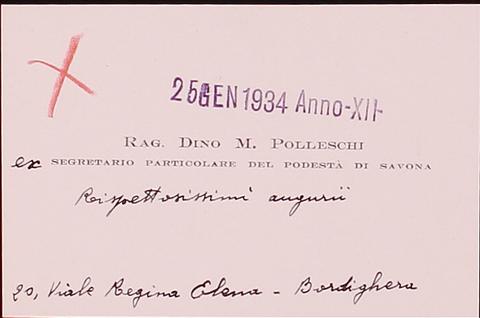 25 GEN 1934 Anno-XII-
RAG. DINO M. POLLESCHI
ex SEGRETARIO PARTICOLARE DEL PODESTÀ DI SAVONA
Rispettosissimi augurii
20, Viale Regina Elena - Bordighera